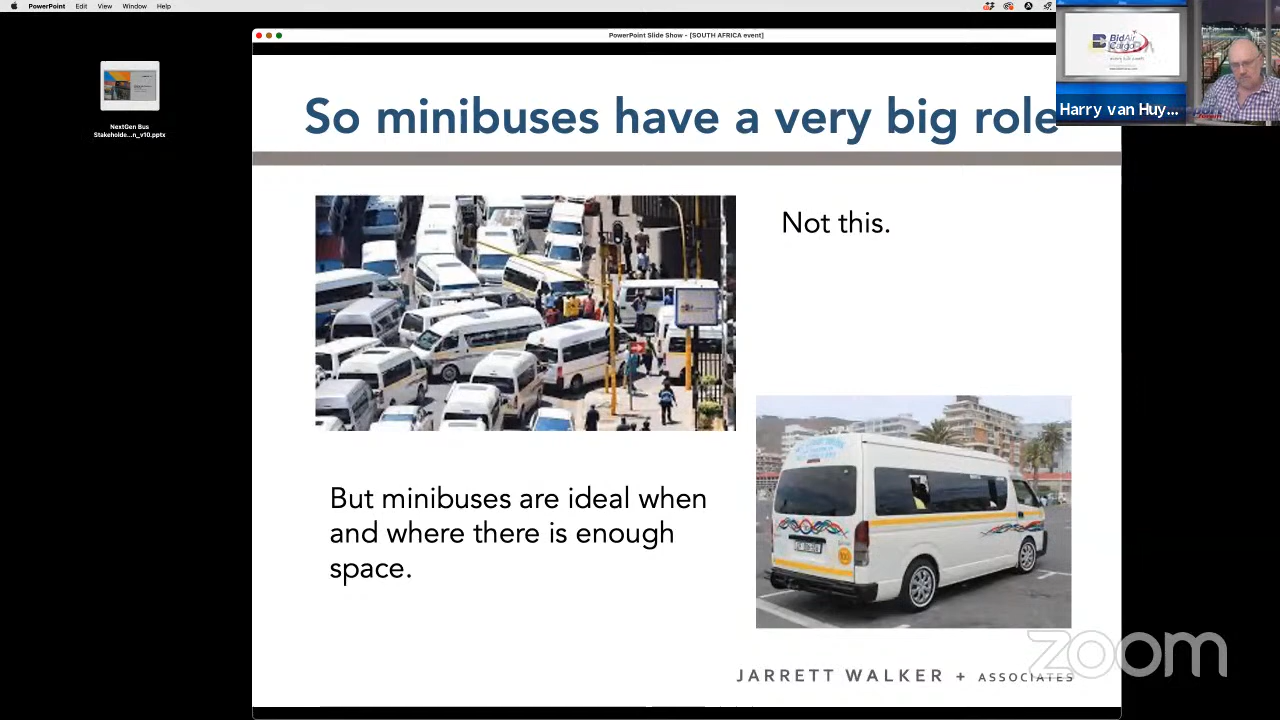 PowerPoint Edit View Window Help
PowerPoint Slide Show - [SOUTH AFRICA event]
NextGen Bus
Stakeholde...n_v10.pptx
BidAir
Cargo
Harry van Huy...
So minibuses have a very big role
Not this.
But minibuses are ideal when
and where there is enough
space.
JARRETT WALKER + ASSOCIATES
zoom